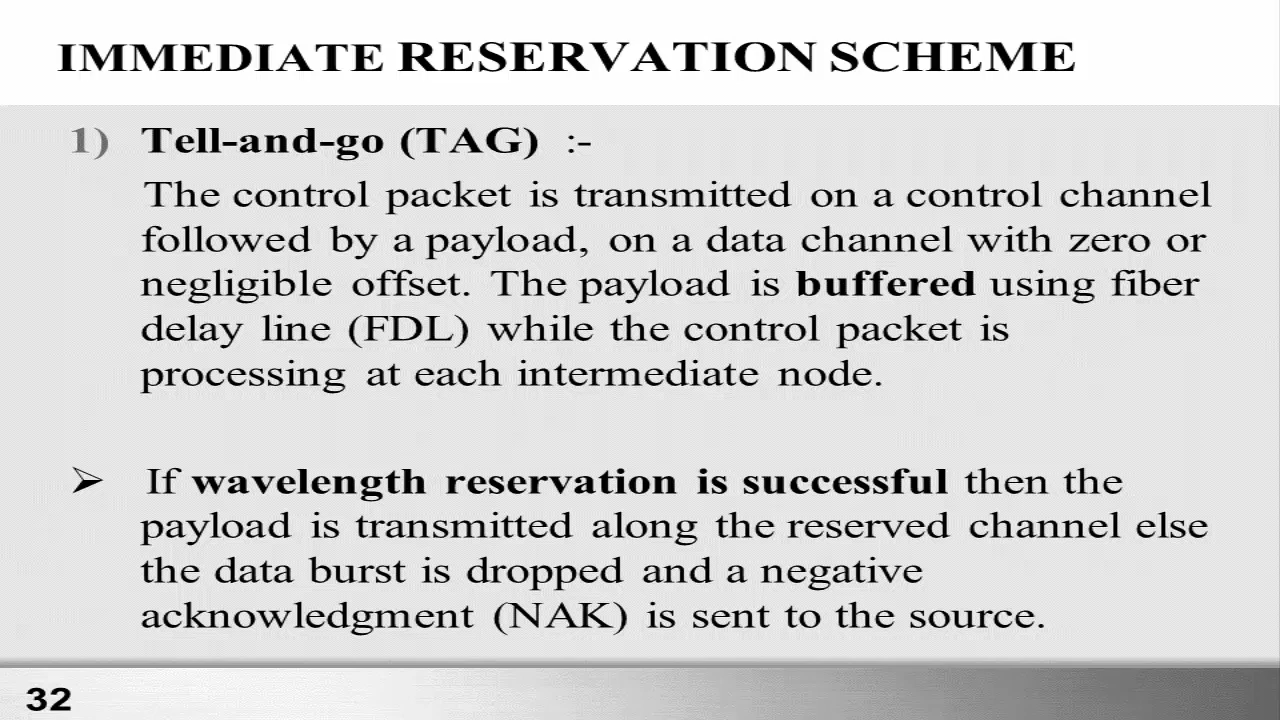 IMMEDIATE RESERVATION SCHEME
1) Tell-and-go (TAG) :-
The control packet is transmitted on a control channel
followed by a payload, on a data channel with zero or
negligible offset. The payload is buffered using fiber
delay line (FDL) while the control packet is
processing at each intermediate node.
➢ If wavelength reservation is successful then the
payload is transmitted along the reserved channel else
the data burst is dropped and a negative
acknowledgment (NAK) is sent to the source.
32